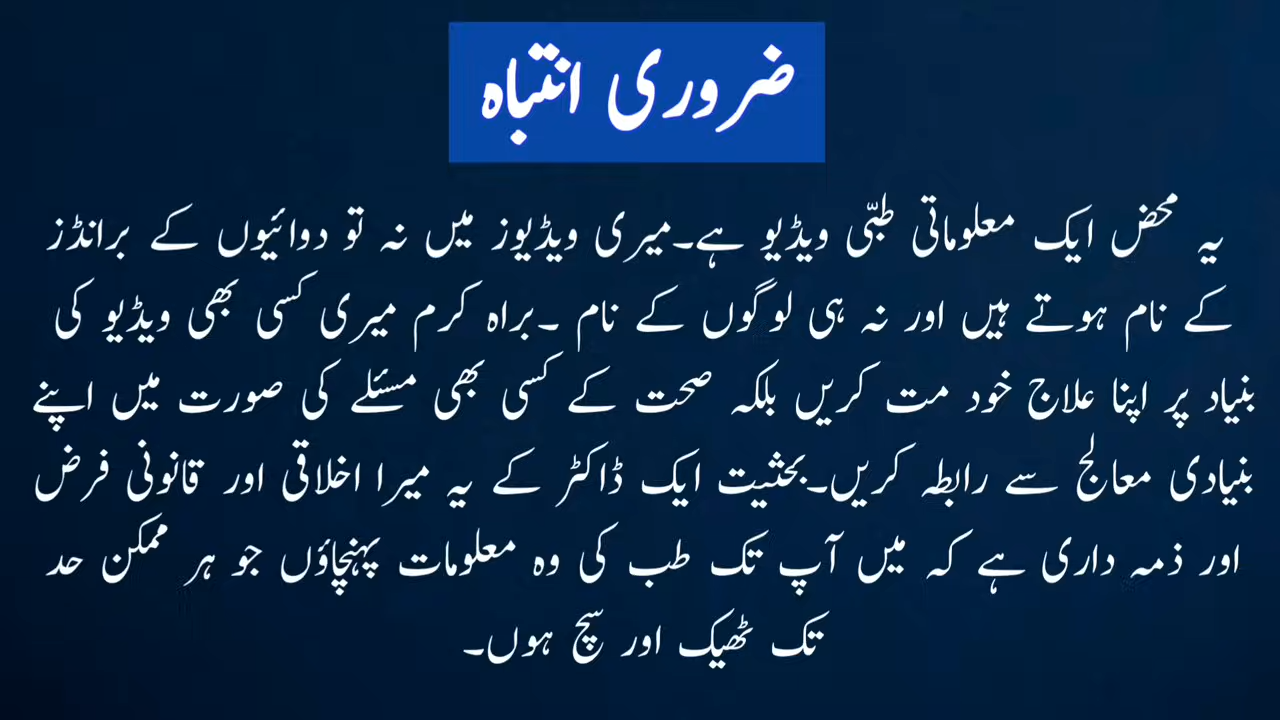 ضروری انتباہ
یہ محض ایک معلوماتی طبّی ویڈیو ہے۔میری ویڈیوز میں نہ تو دوائیوں کے برانڈز
کے نام ہوتے ہیں اور نہ ہی لوگوں کے نام ۔براہ کرم میری کسی بھی ویڈیو کی
بنیاد پر اپنا علاج خود مت کریں بلکہ صحت کے کسی بھی مسئلے کی صورت میں اپنے
بنیادی معالج سے رابطہ کریں۔بحثیت ایک ڈاکٹر کے یہ میرا اخلاقی اور قانونی فرض
اور ذمہ داری ہے کہ میں آپ تک طب کی وہ معلومات پہنچاؤں جو ہر ممکن حد
تک ٹھیک اور سچ ہوں۔